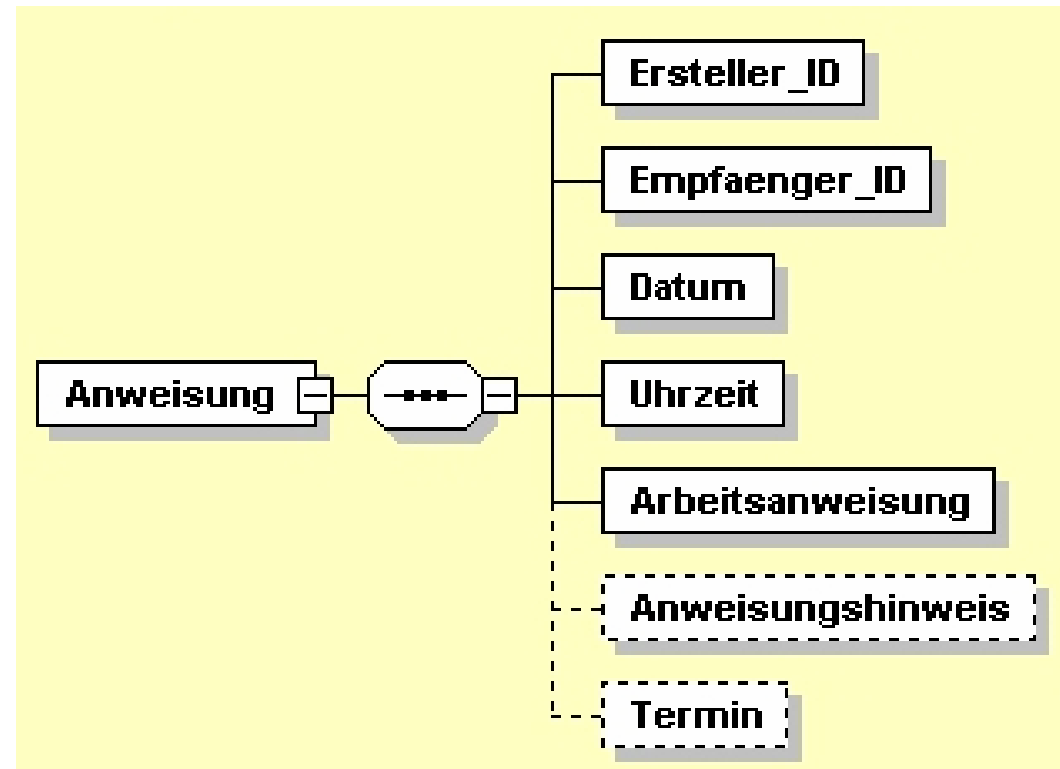 Ersteller_ID
Empfaenger_ID
Datum
Anweisung
Uhrzeit
Arbeitsanweisung
Anweisungshinweis
Termin